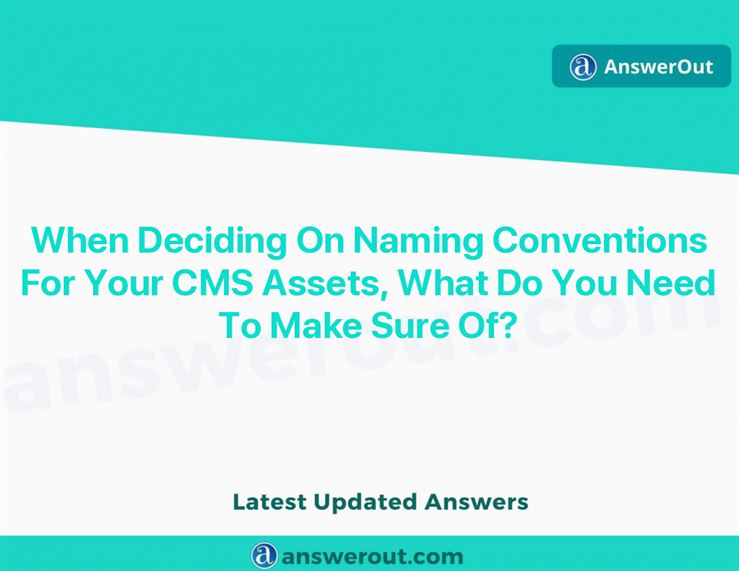 AnswerOut
When Deciding On Naming Conventions
For Your CMS Assets, What Do You Need
To Make Sure Of?
answerout.com
Latest Updated Answers
answerout.com